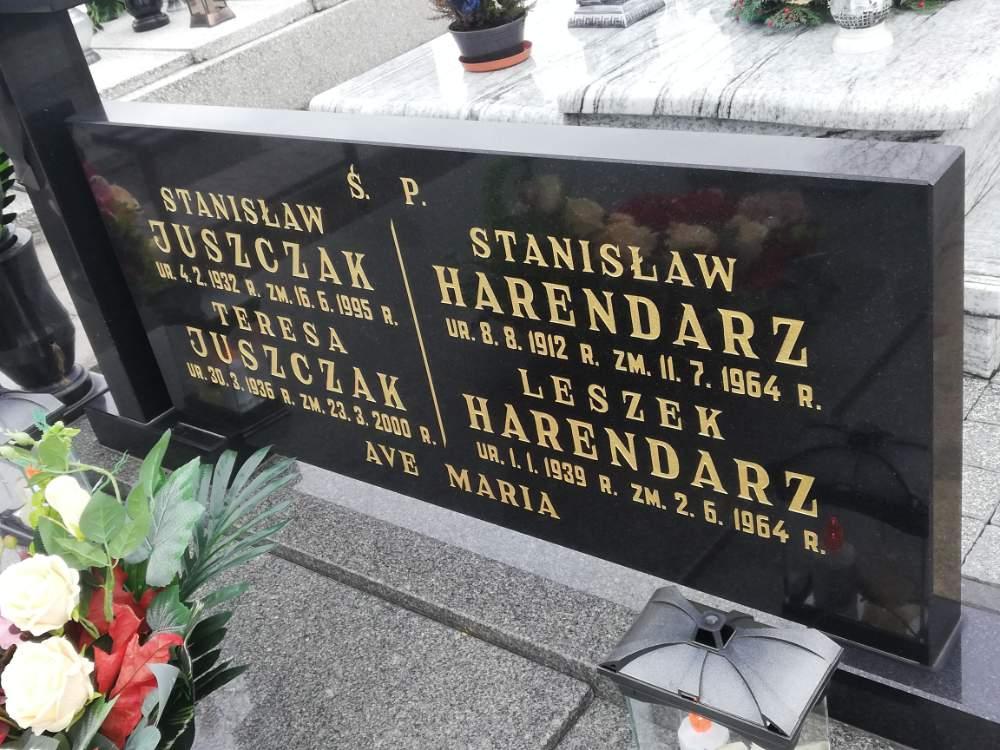 Ś. P.
STANISŁAW
JUSZCZAK
UR. 4. 2. 1932 R. ZM. 16. 6. 1995 R.
TERESA
JUSZCZAK
UR. 30. 3. 1936 R. ZM. 23. 3. 2000 R.
STANISŁAW
HARENDARZ
UR. 8. 8. 1912 R. ZM. 11. 7. 1964 R.
LESZEK
HARENDARZ
UR. 1. 1. 1939 R. ZM. 2. 6. 1964 R.
AVE MARIA